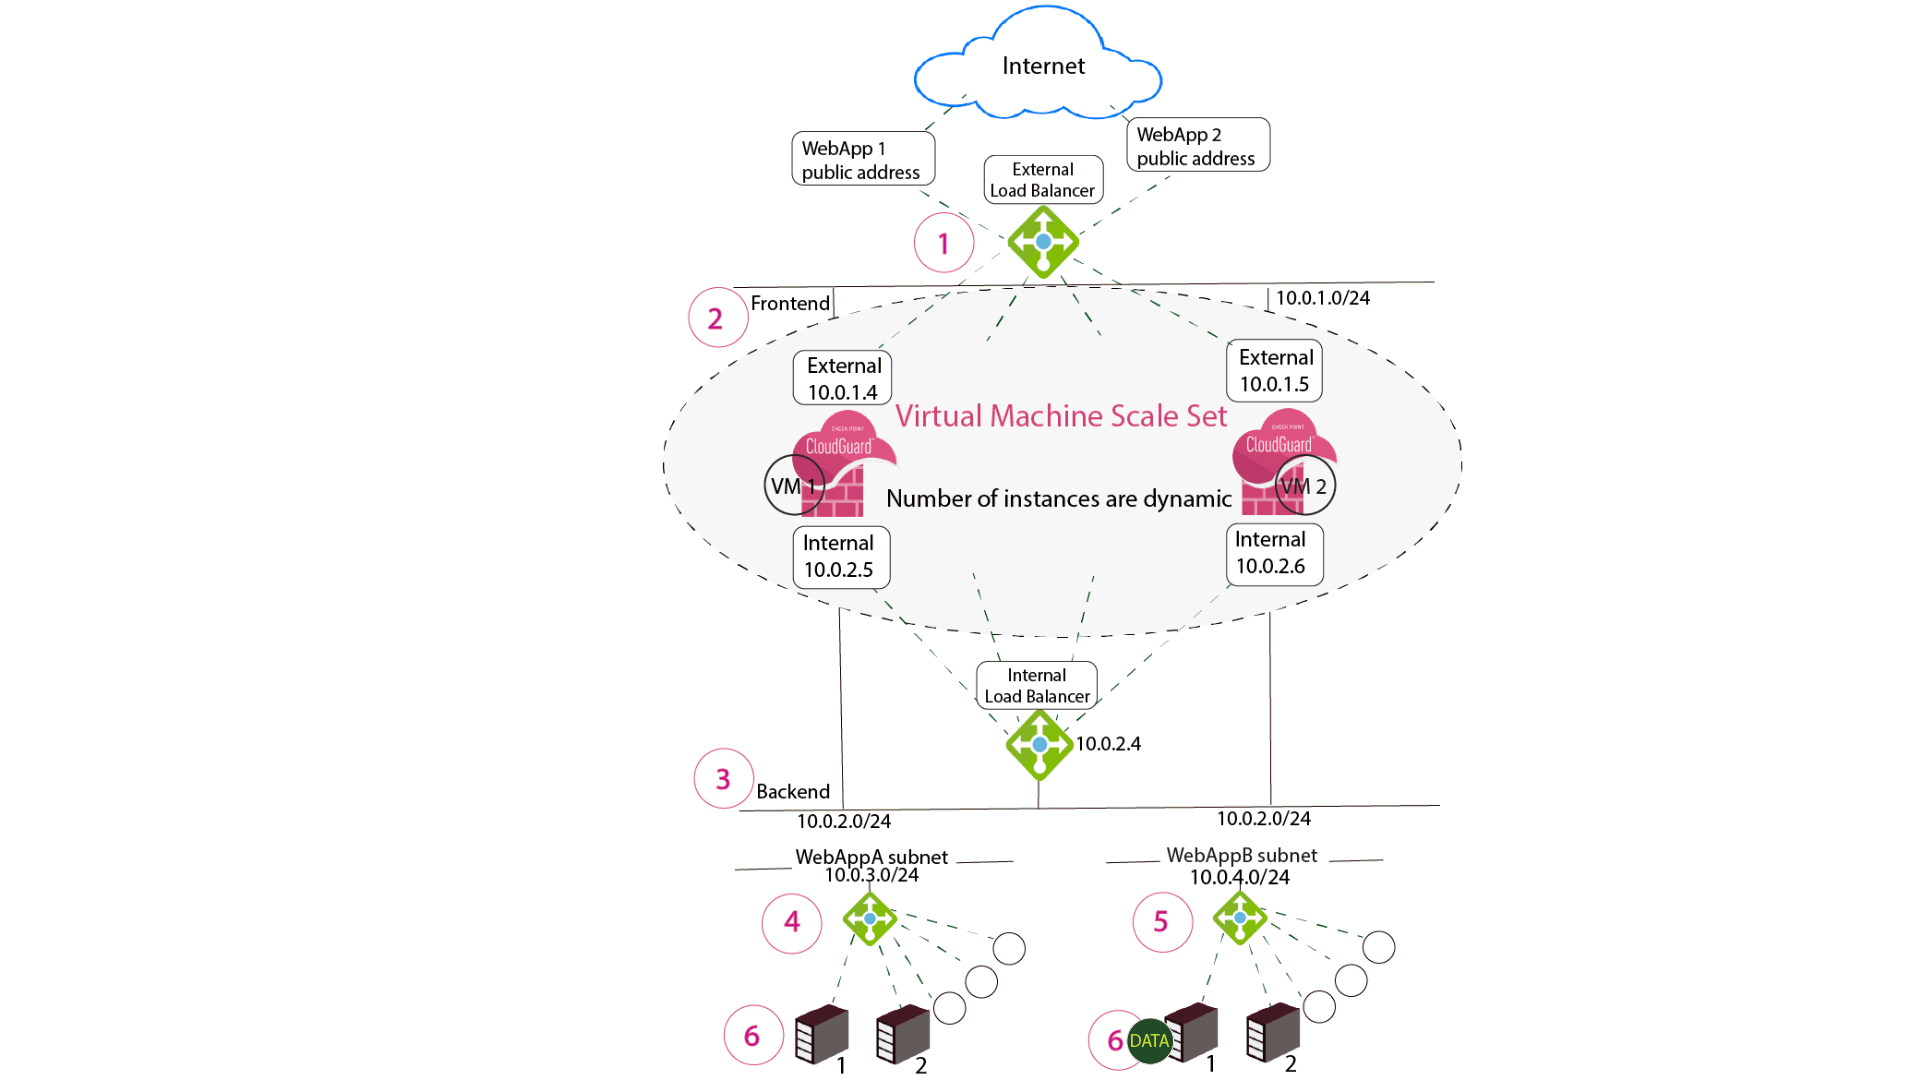 Internet
WebApp 1
public address
WebApp 2
public address
External
Load Balancer
1
2
Frontend
10.0.1.0/24
External
10.0.1.4
External
10.0.1.5
Virtual Machine Scale Set
CHECK POINT
CloudGuard™
CHECK POINT
CloudGuard™
VM 1
VM 2
Number of instances are dynamic
Internal
10.0.2.5
Internal
10.0.2.6
Internal
Load Balancer
10.0.2.4
3
Backend
10.0.2.0/24
10.0.2.0/24
WebAppA subnet
10.0.3.0/24
WebAppB subnet
10.0.4.0/24
4
5
6
1
2
6
DATA
1
2